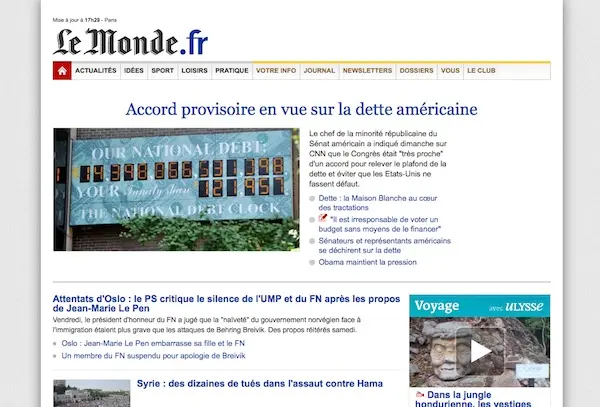 Mise à jour à 17h29 - Paris
Le Monde.fr
ACTUALITÉS IDÉES SPORT LOISIRS PRATIQUE VOTRE INFO JOURNAL NEWSLETTERS DOSSIERS VOUS LE CLUB
Accord provisoire en vue sur la dette américaine
OUR NATIONAL DEBT:
YOUR Family share
THE NATIONAL DEBT CLOCK
Le chef de la minorité républicaine du
Sénat américain a indiqué dimanche sur
CNN que le Congrès était "très proche"
d'un accord pour relever le plafond de la
dette et éviter que les Etats-Unis ne
fassent défaut.
Dette : la Maison Blanche au cœur
des tractations
"Il est irresponsable de voter un
budget sans moyens de le financer"
Sénateurs et représentants américains
se déchirent sur la dette
Obama maintient la pression
Attentats d'Oslo : le PS critique le silence de l'UMP et du FN après les propos
de Jean-Marie Le Pen
Vendredi, le président d'honneur du FN a jugé que la "naïveté" du gouvernement norvégien face à
l'immigration étaient plus grave que les attaques de Behring Breivik. Des propos réitérés samedi.
Oslo : Jean-Marie Le Pen embarrasse sa fille et le FN
Un membre du FN suspendu pour apologie de Breivik
Syrie : des dizaines de tués dans l'assaut contre Hama
Voyage avec ULYSSE
Dans la jungle
hondurienne, les vestiges